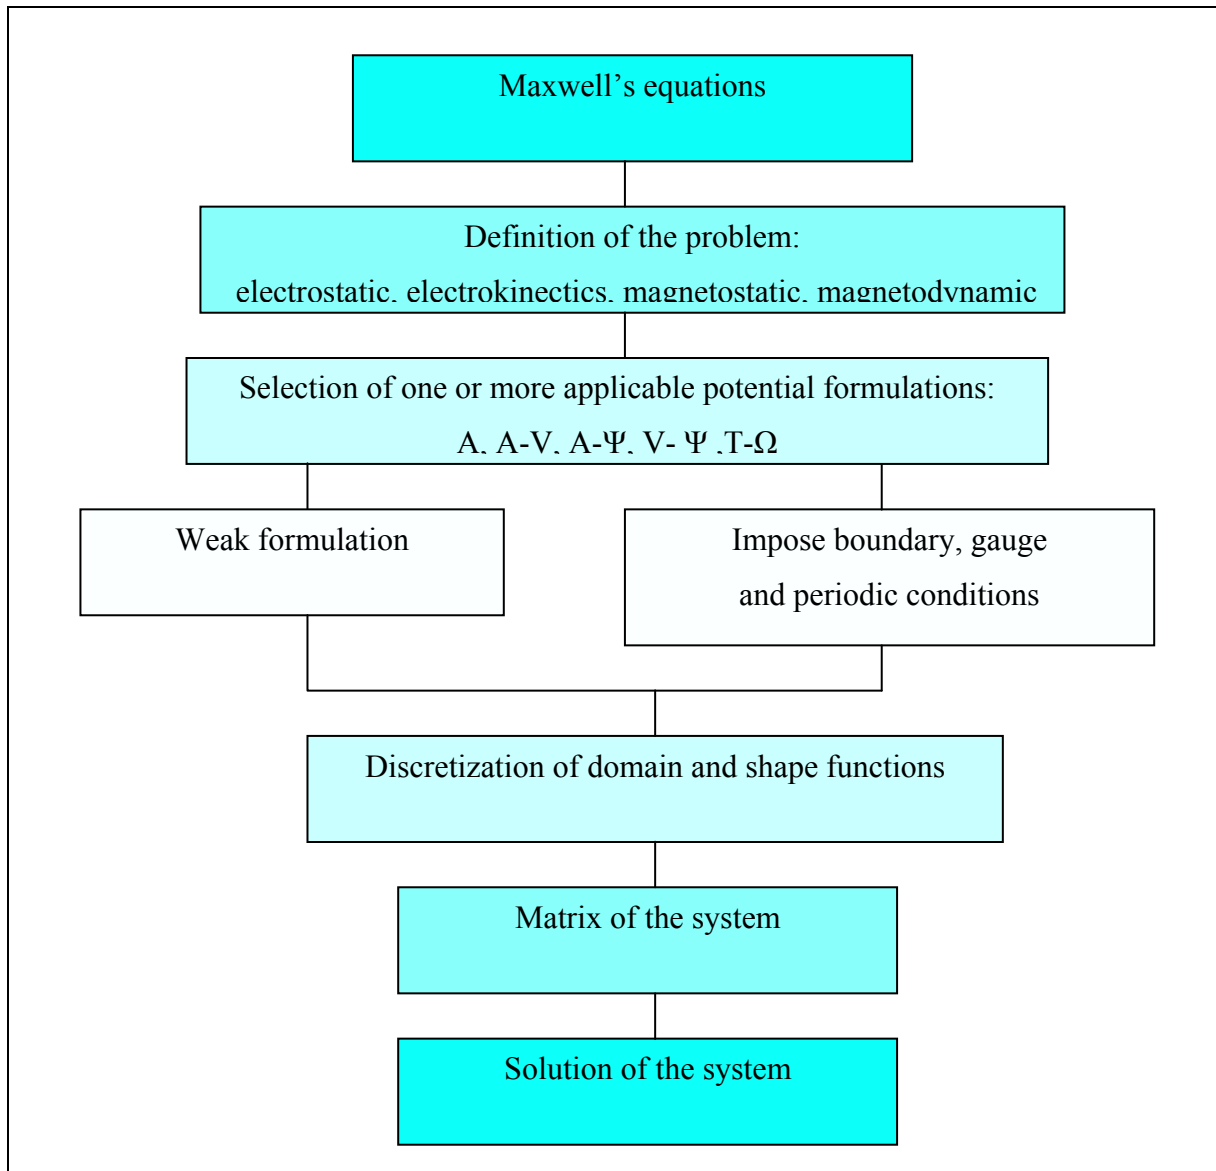 Maxwell’s equations
Definition of the problem:
electrostatic, electrokinectics, magnetostatic, magnetodynamic
Selection of one or more applicable potential formulations:
A, A-V, A-Ψ, V- Ψ ,T-Ω
Weak formulation
Impose boundary, gauge
and periodic conditions
Discretization of domain and shape functions
Matrix of the system
Solution of the system